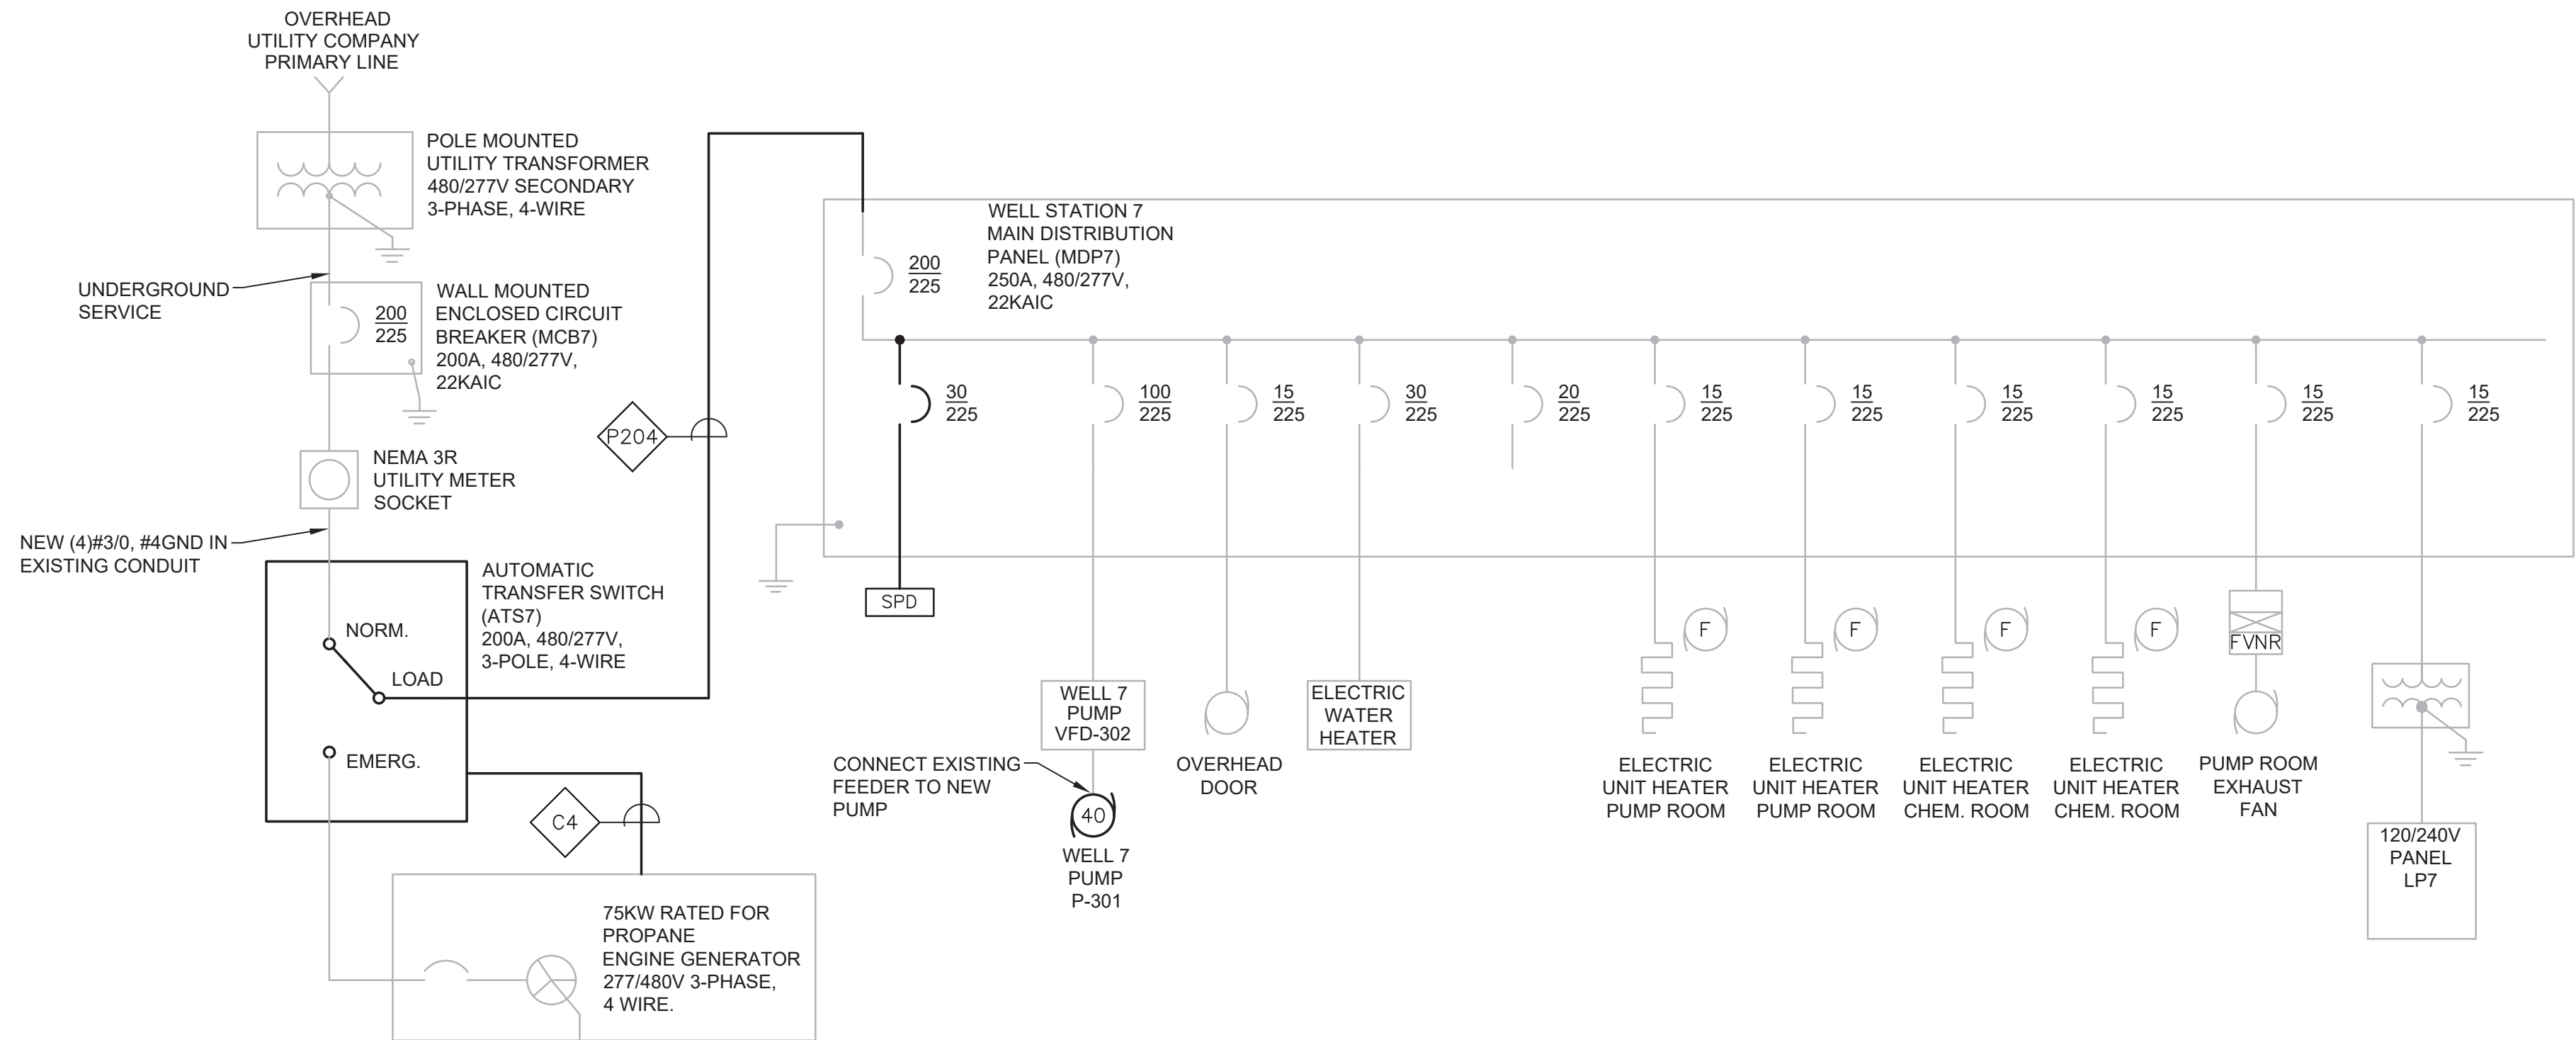 OVERHEAD
UTILITY COMPANY
PRIMARY LINE
POLE MOUNTED
UTILITY TRANSFORMER
480/277V SECONDARY
3-PHASE, 4-WIRE
UNDERGROUND
SERVICE
200
225
WALL MOUNTED
ENCLOSED CIRCUIT
BREAKER (MCB7)
200A, 480/277V,
22KAIC
NEMA 3R
UTILITY METER
SOCKET
NEW (4)#3/0, #4GND IN
EXISTING CONDUIT
AUTOMATIC
TRANSFER SWITCH
(ATS7)
200A, 480/277V,
3-POLE, 4-WIRE
NORM.
LOAD
EMERG.
P204
C4
75KW RATED FOR
PROPANE
ENGINE GENERATOR
277/480V 3-PHASE,
4 WIRE.
200
225
WELL STATION 7
MAIN DISTRIBUTION
PANEL (MDP7)
250A, 480/277V,
22KAIC
30
225
100
225
15
225
30
225
20
225
15
225
15
225
15
225
15
225
15
225
15
225
SPD
WELL 7
PUMP
VFD-302
CONNECT EXISTING
FEEDER TO NEW
PUMP
40
WELL 7
PUMP
P-301
OVERHEAD
DOOR
ELECTRIC
WATER
HEATER
F
ELECTRIC
UNIT HEATER
PUMP ROOM
F
ELECTRIC
UNIT HEATER
PUMP ROOM
F
ELECTRIC
UNIT HEATER
CHEM. ROOM
F
ELECTRIC
UNIT HEATER
CHEM. ROOM
FVNR
PUMP ROOM
EXHAUST
FAN
120/240V
PANEL
LP7